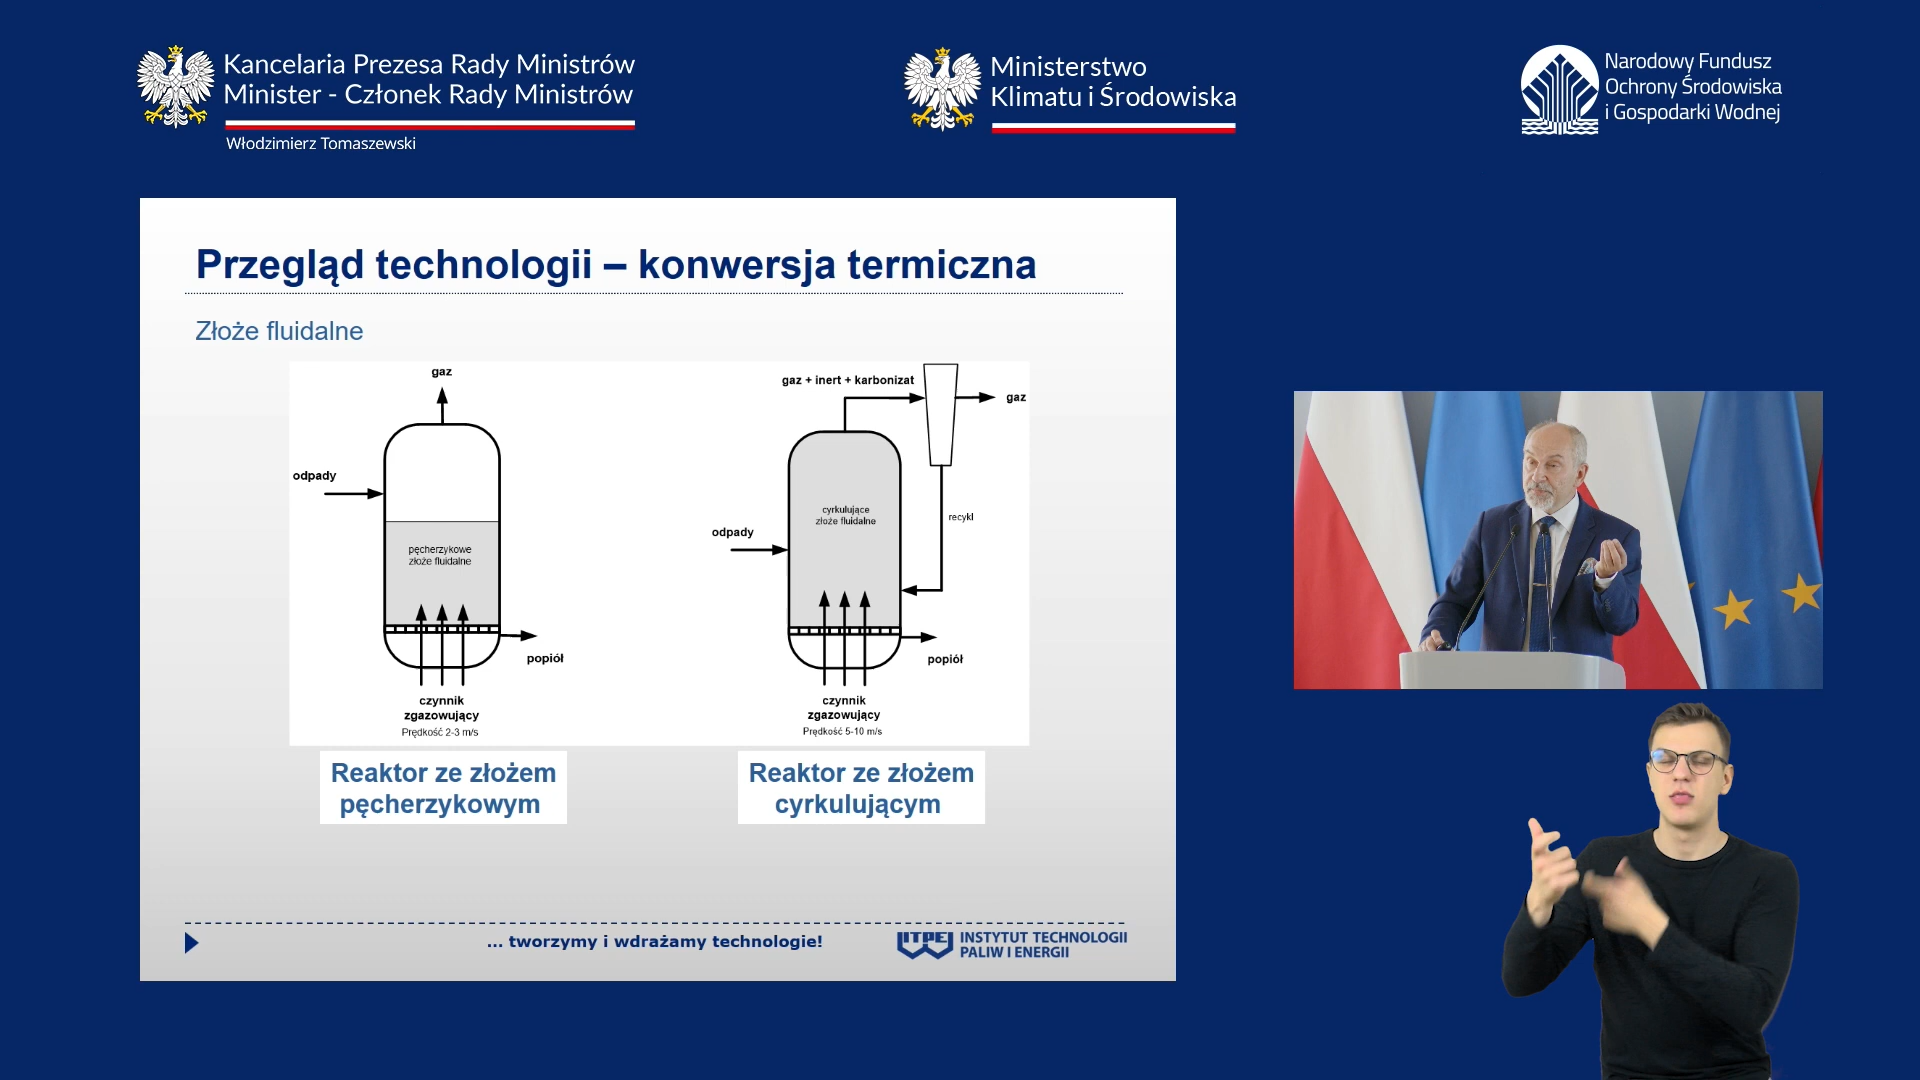 Kancelaria Prezesa Rady Ministrów
Minister - Członek Rady Ministrów
Włodzimierz Tomaszewski
Ministerstwo
Klimatu i Środowiska
Narodowy Fundusz
Ochrony Środowiska
i Gospodarki Wodnej
Przegląd technologii – konwersja termiczna
Złoże fluidalne
gaz
odpady
pęcherzykowe
złoże fluidalne
popiół
czynnik
zgazowujący
Prędkość 2-3 m/s
gaz + inert + karbonizat
gaz
cyrkulujące
złoże fluidalne
recykl
odpady
popiół
czynnik
zgazowujący
Prędkość 5-10 m/s
Reaktor ze złożem
pęcherzykowym
Reaktor ze złożem
cyrkulującym
... tworzymy i wdrażamy technologie!
ITPE
INSTYTUT TECHNOLOGII
PALIW I ENERGII